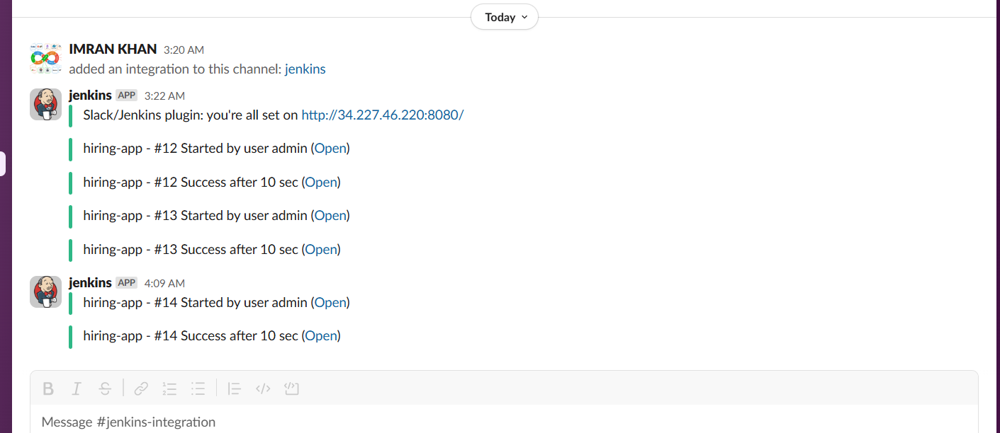 Today
IMRAN KHAN 3:20 AM
added an integration to this channel: jenkins
jenkins APP 3:22 AM
Slack/Jenkins plugin: you're all set on http://34.227.46.220:8080/
hiring-app - #12 Started by user admin (Open)
hiring-app - #12 Success after 10 sec (Open)
hiring-app - #13 Started by user admin (Open)
hiring-app - #13 Success after 10 sec (Open)
jenkins APP 4:09 AM
hiring-app - #14 Started by user admin (Open)
hiring-app - #14 Success after 10 sec (Open)
Message #jenkins-integration